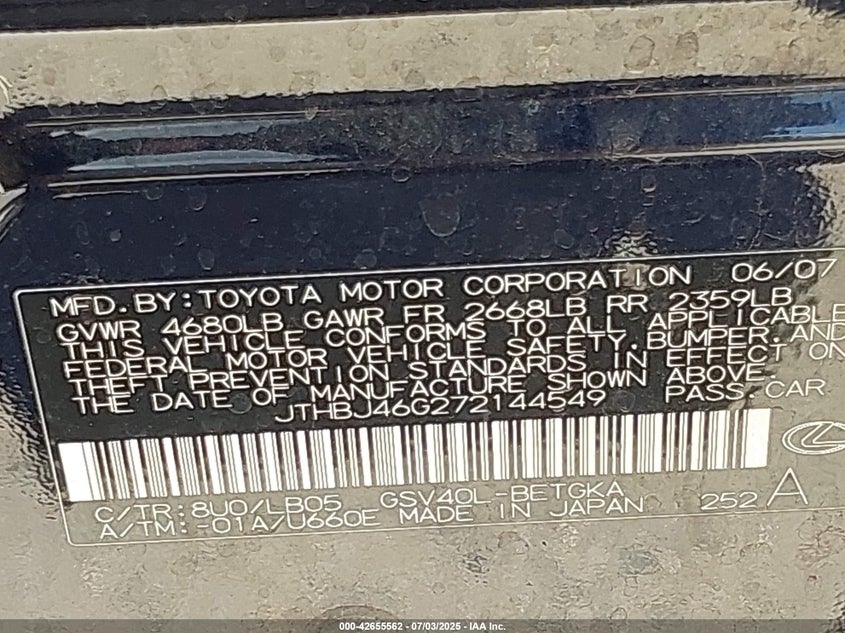 MFD.BY:TOYOTA MOTOR CORPORATION 06/07
GVWR 4680LB GAWR FR 2668LB RR 2359LB
THIS VEHICLE CONFORMS TO ALL APPLICABLE
FEDERAL MOTOR VEHICLE SAFETY,BUMPER,AND
THEFT PREVENTION STANDARDS IN EFFECT ON
THE DATE OF MANUFACTURE SHOWN ABOVE.
JTHBJ46G272144549 PASS.CAR
C/TR:8U0/LB05 GSV40L-BETGKA
A/TM:-01A/U660E MADE IN JAPAN 252 A
000-42655562 - 07/03/2025 - IAA Inc.